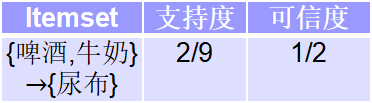 Itemset 支持度 可信度
{啤酒,牛奶} 2/9 1/2
→{尿布}